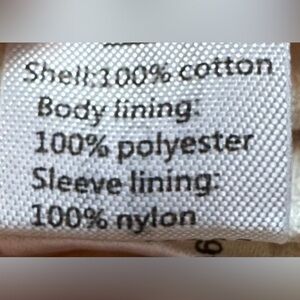 Shell:100% cotton
Body lining:
100% polyester
Sleeve lining:
100% nylon